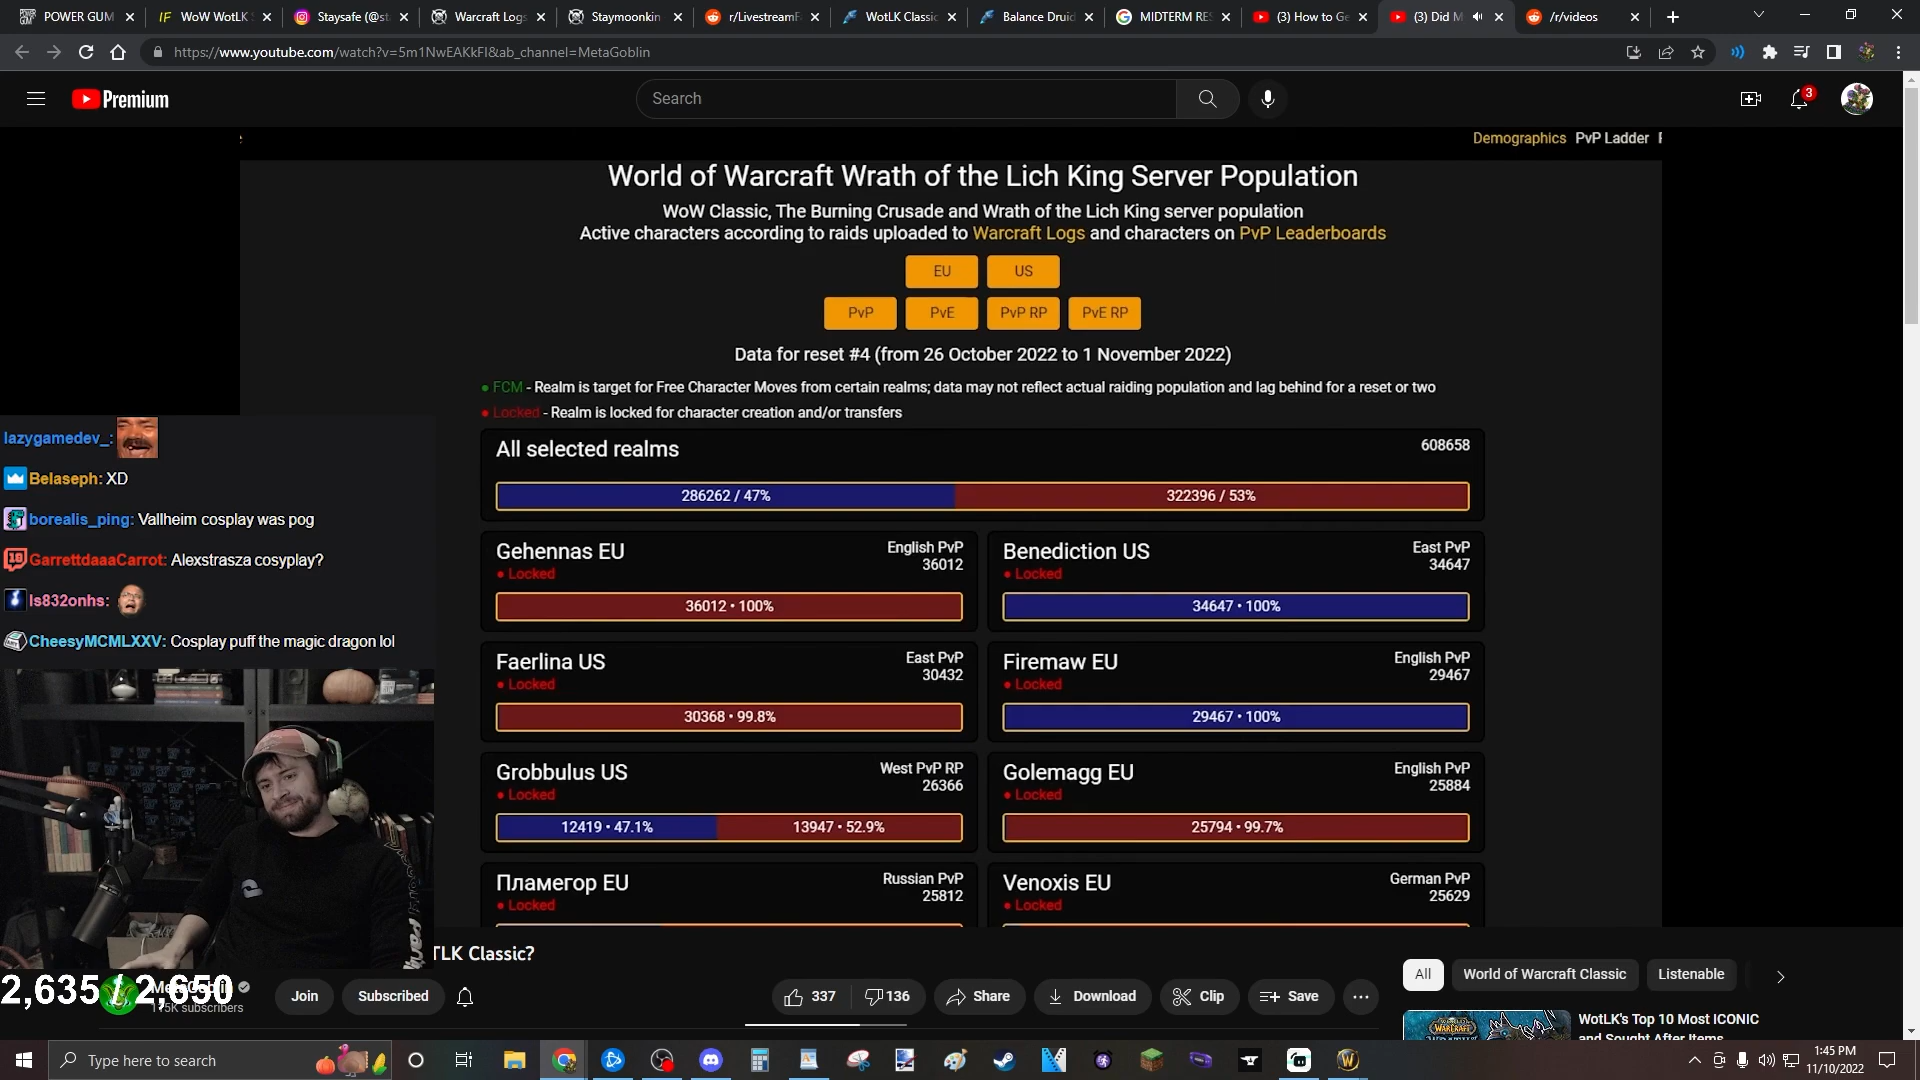 POWER GUM
WoW WotLK S
Staysafe (@st
Warcraft Logs
Staymoonkin
r/LivestreamF
WotLK Classic
Balance Druid
MIDTERM RES
(3) How to Ge
(3) Did M
/r/videos
https://www.youtube.com/watch?v=5m1NwEAKkFI&ab_channel=MetaGoblin
Premium
Search
3
Demographics PvP Ladder
World of Warcraft Wrath of the Lich King Server Population
WoW Classic, The Burning Crusade and Wrath of the Lich King server population
Active characters according to raids uploaded to Warcraft Logs and characters on PvP Leaderboards
EU US
PvP PvE PvP RP PvE RP
Data for reset #4 (from 26 October 2022 to 1 November 2022)
• FCM - Realm is target for Free Character Moves from certain realms; data may not reflect actual raiding population and lag behind for a reset or two
• Locked - Realm is locked for character creation and/or transfers
All selected realms 608658
286262 / 47% 322396 / 53%
Gehennas EU English PvP
• Locked 36012
36012 • 100%
Benediction US East PvP
• Locked 34647
34647 • 100%
Faerlina US East PvP
• Locked 30432
30368 • 99.8%
Firemaw EU English PvP
• Locked 29467
29467 • 100%
Grobbulus US West PvP RP
• Locked 26366
12419 • 47.1% 13947 • 52.9%
Golemagg EU English PvP
• Locked 25884
25794 • 99.7%
Пламегор EU Russian PvP
• Locked 25812
Venoxis EU German PvP
• Locked 25629
lazygamedev_:
Belaseph: XD
borealis_ping: Vallheim cosplay was pog
GarrettdaaaCarrot: Alexstrasza cosyplay?
ls832onhs:
CheesyMCMLXXV: Cosplay puff the magic dragon lol
TLK Classic?
2,635 / 2,650
175K subscribers
Join
Subscribed
337
136
Share
Download
Clip
Save
All
World of Warcraft Classic
Listenable
WotLK's Top 10 Most ICONIC
and Sought After Items
Type here to search
1:45 PM
11/10/2022